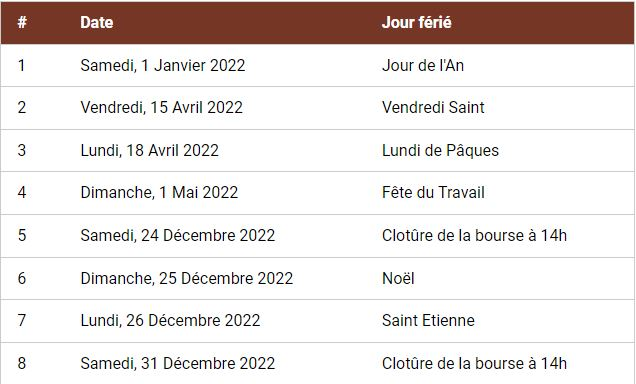 # Date Jour férié
1 Samedi, 1 Janvier 2022 Jour de l'An
2 Vendredi, 15 Avril 2022 Vendredi Saint
3 Lundi, 18 Avril 2022 Lundi de Pâques
4 Dimanche, 1 Mai 2022 Fête du Travail
5 Samedi, 24 Décembre 2022 Clotûre de la bourse à 14h
6 Dimanche, 25 Décembre 2022 Noël
7 Lundi, 26 Décembre 2022 Saint Etienne
8 Samedi, 31 Décembre 2022 Clotûre de la bourse à 14h